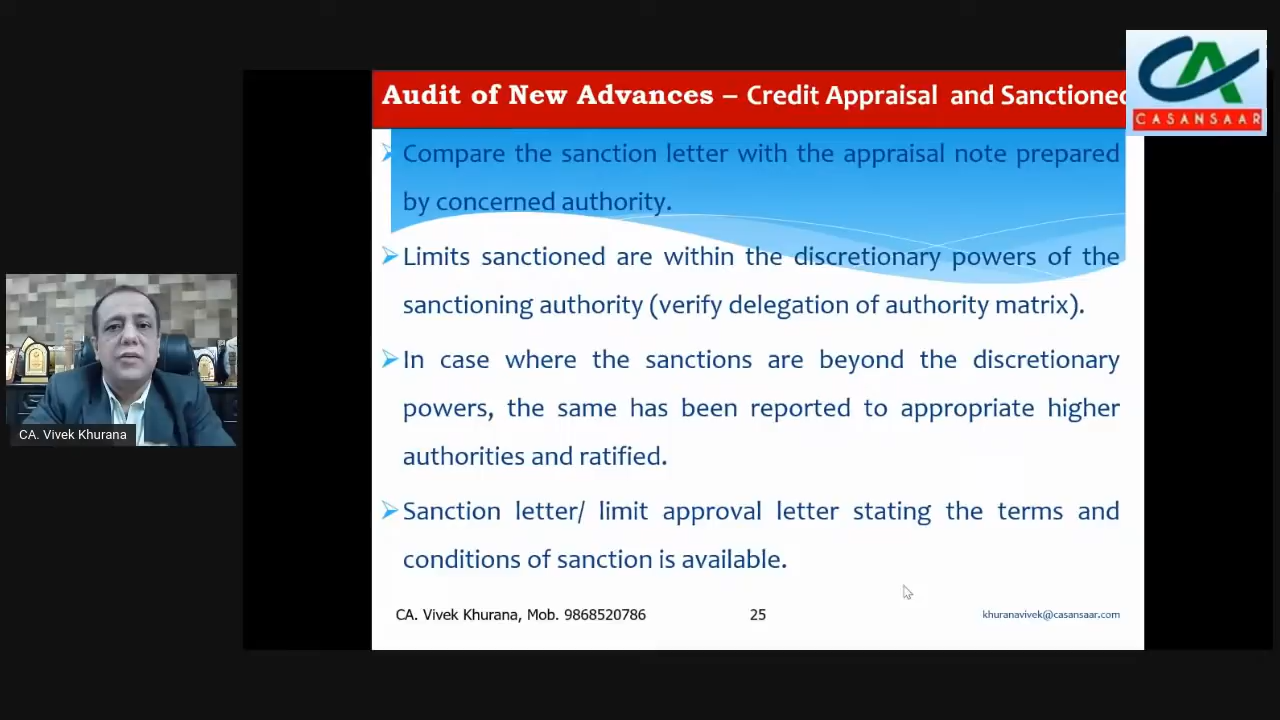 Audit of New Advances – Credit Appraisal and Sanctioned
CASANSAAR
➢ Compare the sanction letter with the appraisal note prepared
by concerned authority.
➢ Limits sanctioned are within the discretionary powers of the
sanctioning authority (verify delegation of authority matrix).
➢ In case where the sanctions are beyond the discretionary
powers, the same has been reported to appropriate higher
authorities and ratified.
➢ Sanction letter/ limit approval letter stating the terms and
conditions of sanction is available.
CA. Vivek Khurana
CA. Vivek Khurana, Mob. 9868520786 25 khuranavivek@casansaar.com